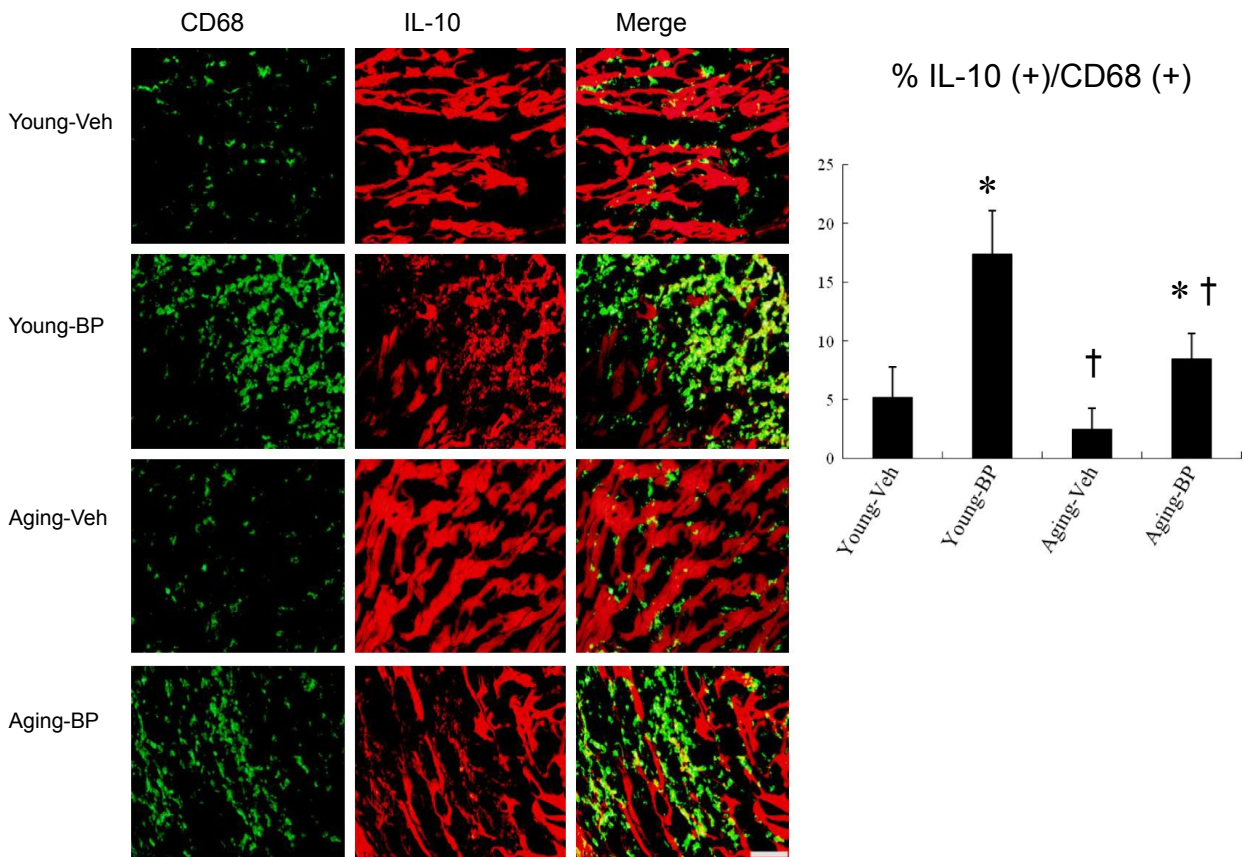 CD68 IL-10 Merge
Young-Veh
Young-BP
Aging-Veh
Aging-BP
% IL-10 (+)/CD68 (+)
25
20
15
10
5
0
*
†
* †
Young-Veh
Young-BP
Aging-Veh
Aging-BP